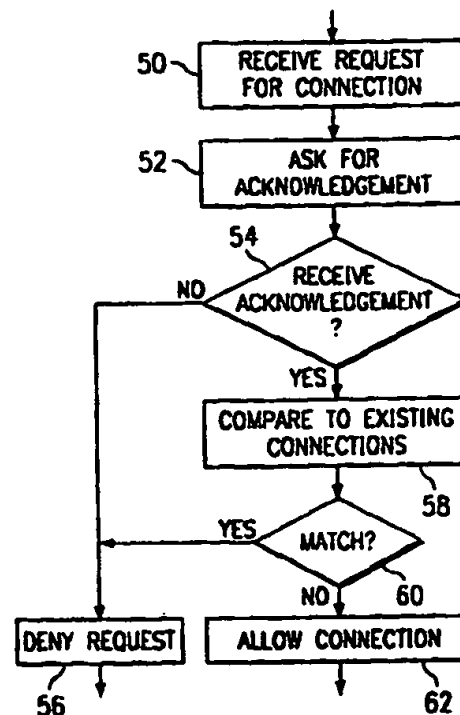 50
RECEIVE REQUEST
FOR CONNECTION
52
ASK FOR
ACKNOWLEDGEMENT
54
RECEIVE
ACKNOWLEDGEMENT
?
NO
YES
COMPARE TO EXISTING
CONNECTIONS
58
YES
MATCH?
60
NO
DENY REQUEST
56
ALLOW CONNECTION
62